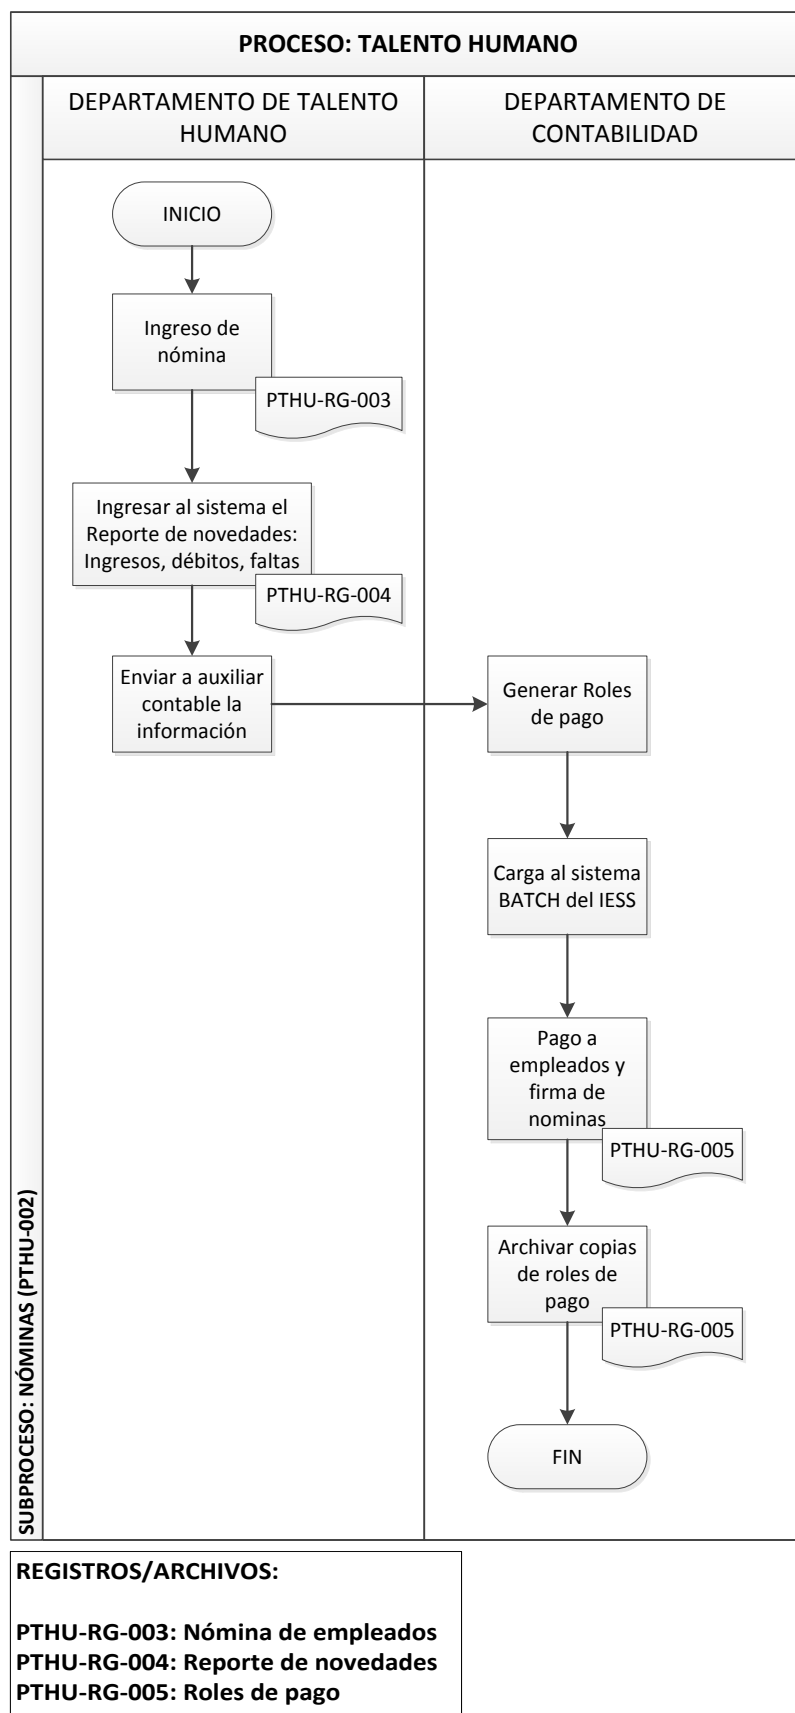 PROCESO: TALENTO HUMANO
DEPARTAMENTO DE TALENTO
HUMANO
DEPARTAMENTO DE
CONTABILIDAD
SUBPROCESO: NÓMINAS (PTHU-002)
INICIO
Ingreso de
nómina
PTHU-RG-003
Ingresar al sistema el
Reporte de novedades:
Ingresos, débitos, faltas
PTHU-RG-004
Enviar a auxiliar
contable la
información
Generar Roles
de pago
Carga al sistema
BATCH del IESS
Pago a
empleados y
firma de
nominas
PTHU-RG-005
Archivar copias
de roles de
pago
PTHU-RG-005
FIN
REGISTROS/ARCHIVOS:
PTHU-RG-003: Nómina de empleados
PTHU-RG-004: Reporte de novedades
PTHU-RG-005: Roles de pago